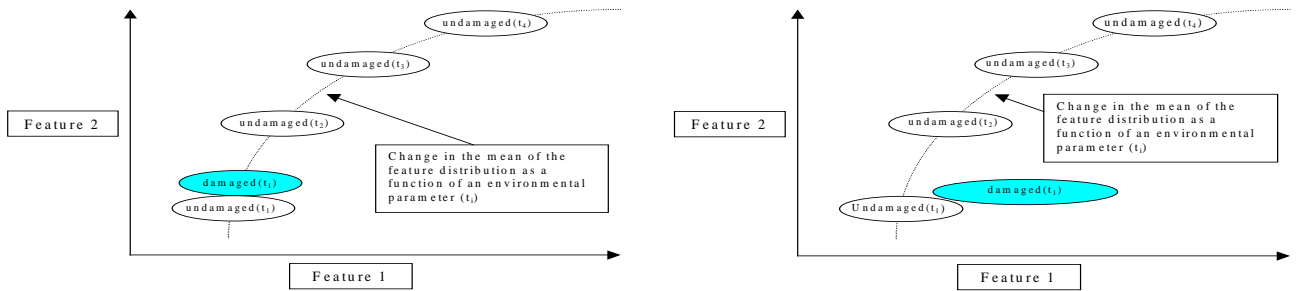 undamaged(t₄)
undamaged(t₃)
undamaged(t₂)
Feature 2
Change in the mean of the
feature distribution as a
function of an environmental
parameter (tᵢ)
damaged(t₁)
undamaged(t₁)
Feature 1
undamaged(t₄)
undamaged(t₃)
Change in the mean of the
feature distribution as a
function of an environmental
parameter (tᵢ)
undamaged(t₂)
Feature 2
damaged(t₁)
Undamaged(t₁)
Feature 1